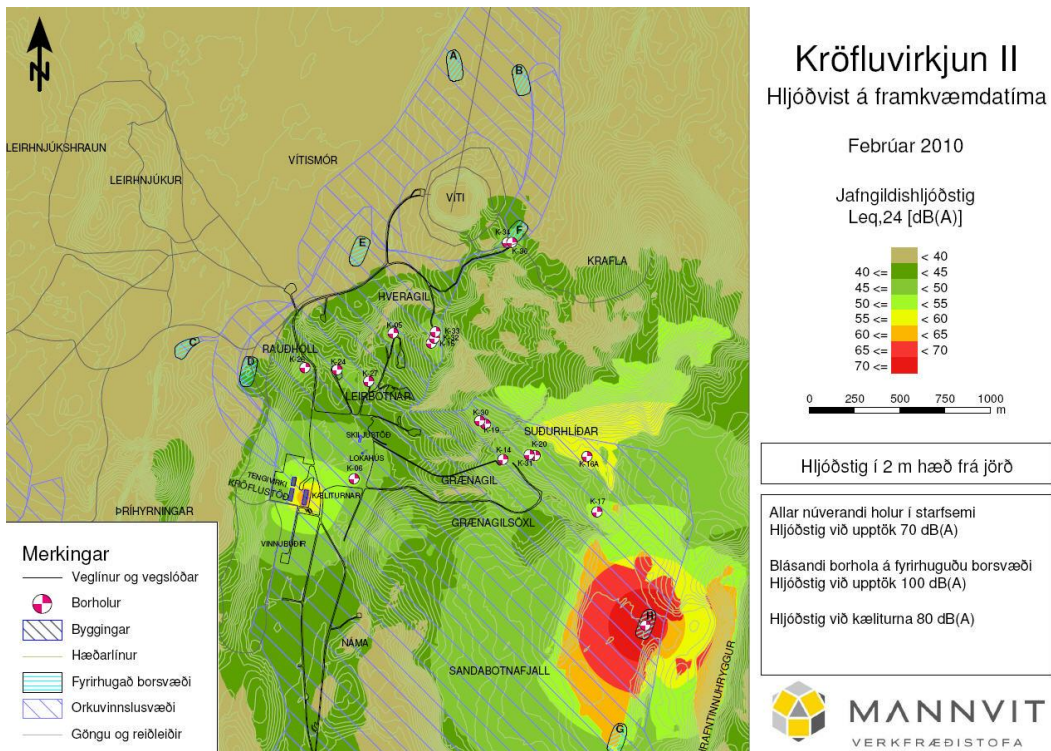 A
B
LEIRHNJÚKSHRAUN
LEIRHNJÚKUR
VÍTISMÓR
VÍTI
K-34
F
K-36
E
KRAFLA
HVERAGIL
K-05
K-33
K-32
K-15
C
D
RAUÐHÓLL
K-24
K-27
LEIRBOTNAR
K-30
K-19
SUÐURHLÍÐAR
SKILJUSTÖÐ
LOKAHÚS
K-14
K-20
K-31
K-16A
K-06
GRÆNAGIL
TENGIVIRKI
KRÖFLUSTÖÐ
KÆLITURNAR
K-17
ÞRÍHYRNINGAR
GRÆNAGILSÖXL
VINNUBÚÐIR
H
NÁMA
SANDABOTNAFJALL
HRAFNTINNUHRYGGUR
G
N
Merkingar
Veglínur og vegslóðar
Borholur
Byggingar
Hæðarlínur
Fyrirhugað borsvæði
Orkuvinnslusvæði
Göngu og reiðleiðir
Kröfluvirkjun II
Hljóðvist á framkvæmdatíma
Febrúar 2010
Jafngildishljóðstig
Leq,24 [dB(A)]
< 40
40 <= < 45
45 <= < 50
50 <= < 55
55 <= < 60
60 <= < 65
65 <= < 70
70 <=
0 250 500 750 1000
m
Hljóðstig í 2 m hæð frá jörð
Allar núverandi holur í starfsemi
Hljóðstig við upptök 70 dB(A)
Blásandi borhola á fyrirhuguðu borsvæði
Hljóðstig við upptök 100 dB(A)
Hljóðstig við kæliturna 80 dB(A)
MANNVIT
VERKFRÆÐISTOFA